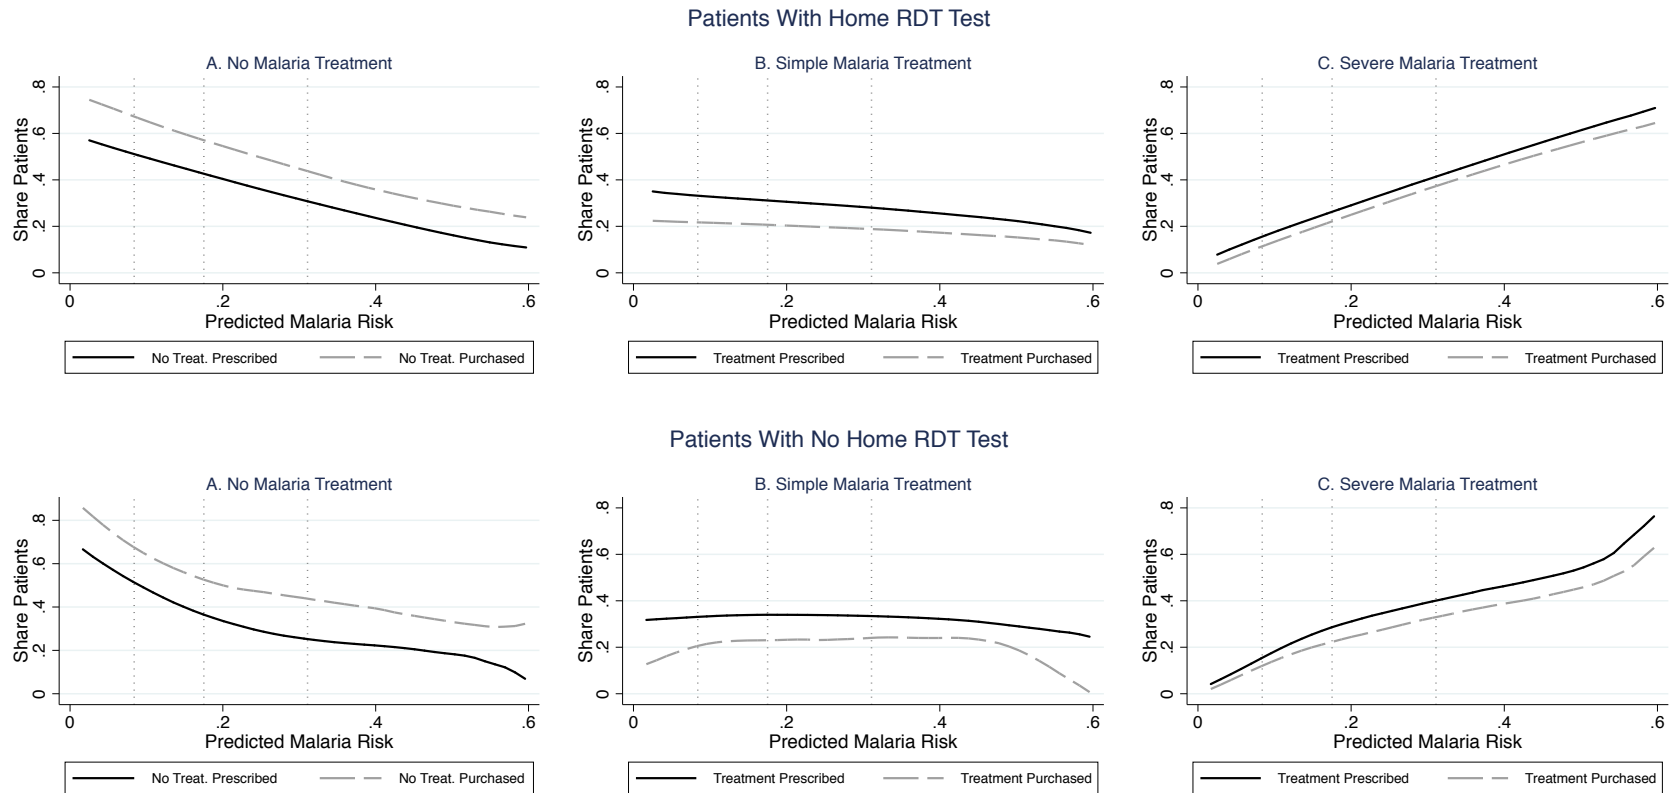 Patients With Home RDT Test
A. No Malaria Treatment
Share Patients
.8
.6
.4
.2
0
0 .2 .4 .6
Predicted Malaria Risk
No Treat. Prescribed No Treat. Purchased
B. Simple Malaria Treatment
Share Patients
.8
.6
.4
.2
0
0 .2 .4 .6
Predicted Malaria Risk
Treatment Prescribed Treatment Purchased
C. Severe Malaria Treatment
Share Patients
.8
.6
.4
.2
0
0 .2 .4 .6
Predicted Malaria Risk
Treatment Prescribed Treatment Purchased
Patients With No Home RDT Test
A. No Malaria Treatment
Share Patients
.8
.6
.4
.2
0
0 .2 .4 .6
Predicted Malaria Risk
No Treat. Prescribed No Treat. Purchased
B. Simple Malaria Treatment
Share Patients
.8
.6
.4
.2
0
0 .2 .4 .6
Predicted Malaria Risk
Treatment Prescribed Treatment Purchased
C. Severe Malaria Treatment
Share Patients
.8
.6
.4
.2
0
0 .2 .4 .6
Predicted Malaria Risk
Treatment Prescribed Treatment Purchased